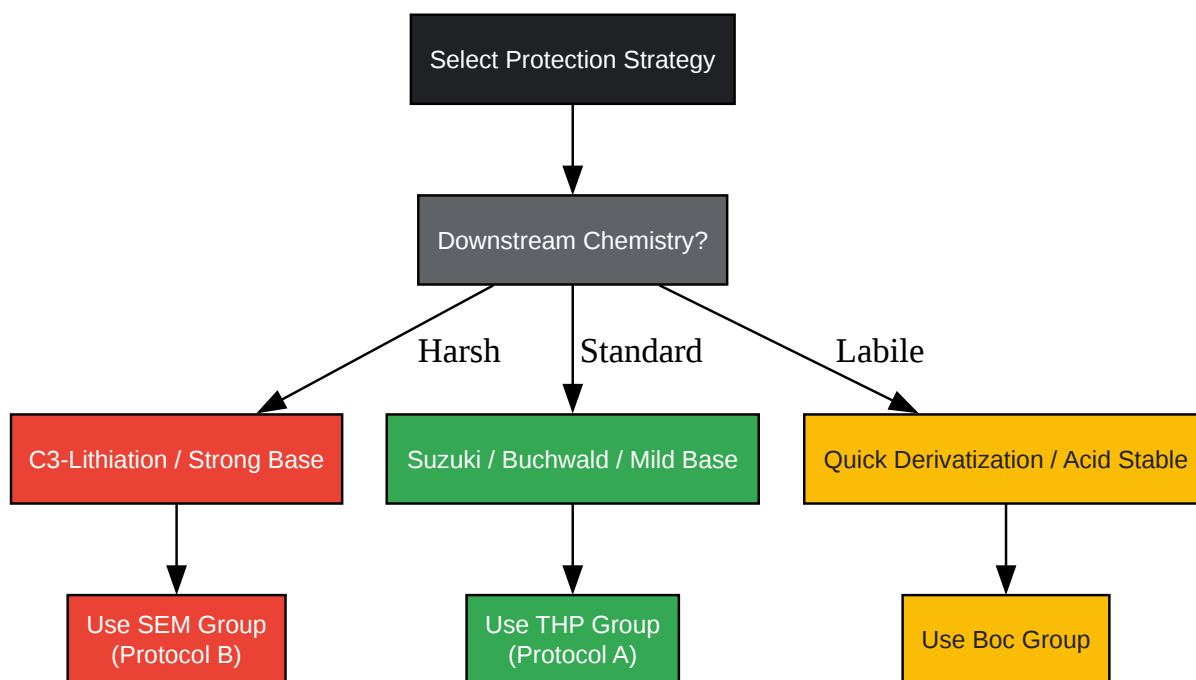 Select Protection Strategy
Downstream Chemistry?
Harsh
Standard
Labile
C3-Lithiation / Strong Base
Suzuki / Buchwald / Mild Base
Quick Derivatization / Acid Stable
Use SEM Group
(Protocol B)
Use THP Group
(Protocol A)
Use Boc Group